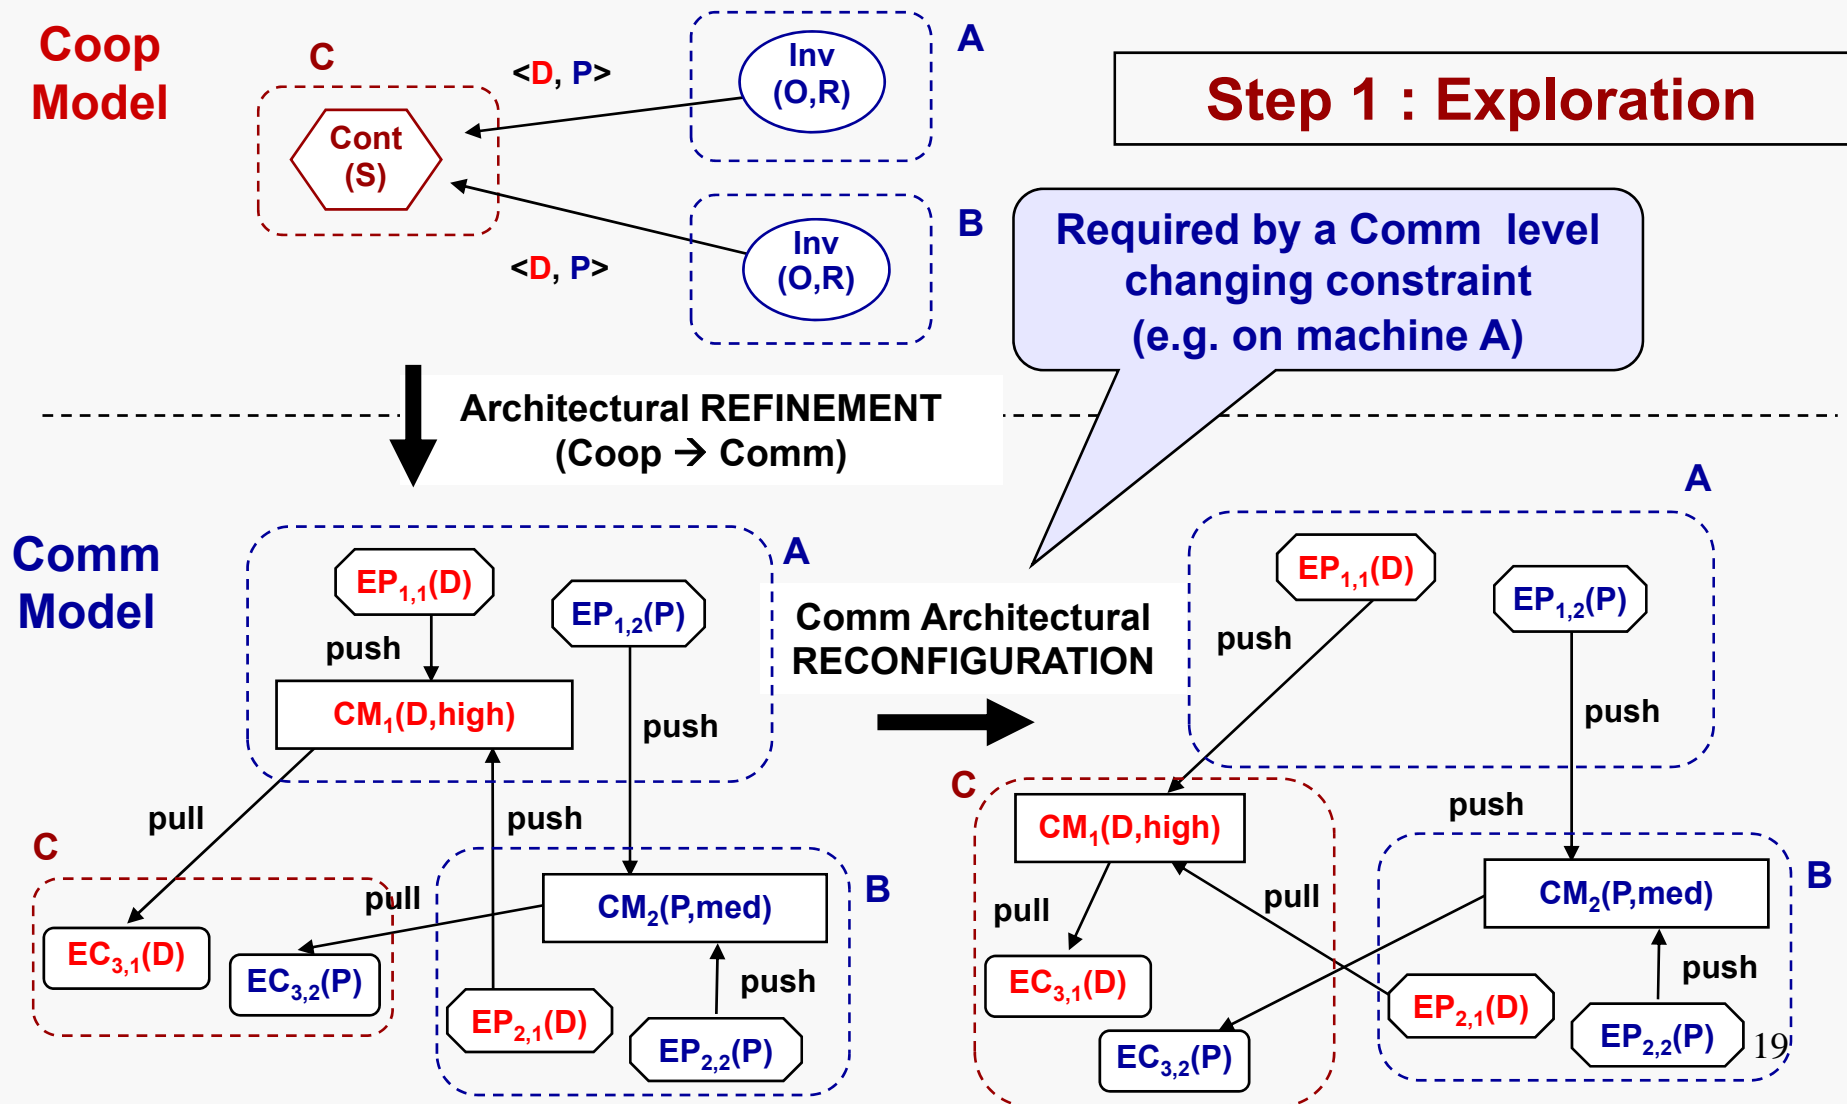 Coop
Model
C
<D, P>
Inv
(O,R)
A
Cont
(S)
<D, P>
Inv
(O,R)
B
Step 1 : Exploration
Required by a Comm level
changing constraint
(e.g. on machine A)
Architectural REFINEMENT
(Coop → Comm)
Comm
Model
A
EP1,1(D)
EP1,2(P)
push
CM1(D,high)
push
pull
push
C
pull
EC3,1(D)
EC3,2(P)
B
CM2(P,med)
push
EP2,1(D)
EP2,2(P)
Comm Architectural
RECONFIGURATION
A
EP1,1(D)
EP1,2(P)
push
push
C
CM1(D,high)
push
B
CM2(P,med)
pull
pull
EC3,1(D)
push
EP2,1(D)
EC3,2(P)
EP2,2(P)
19